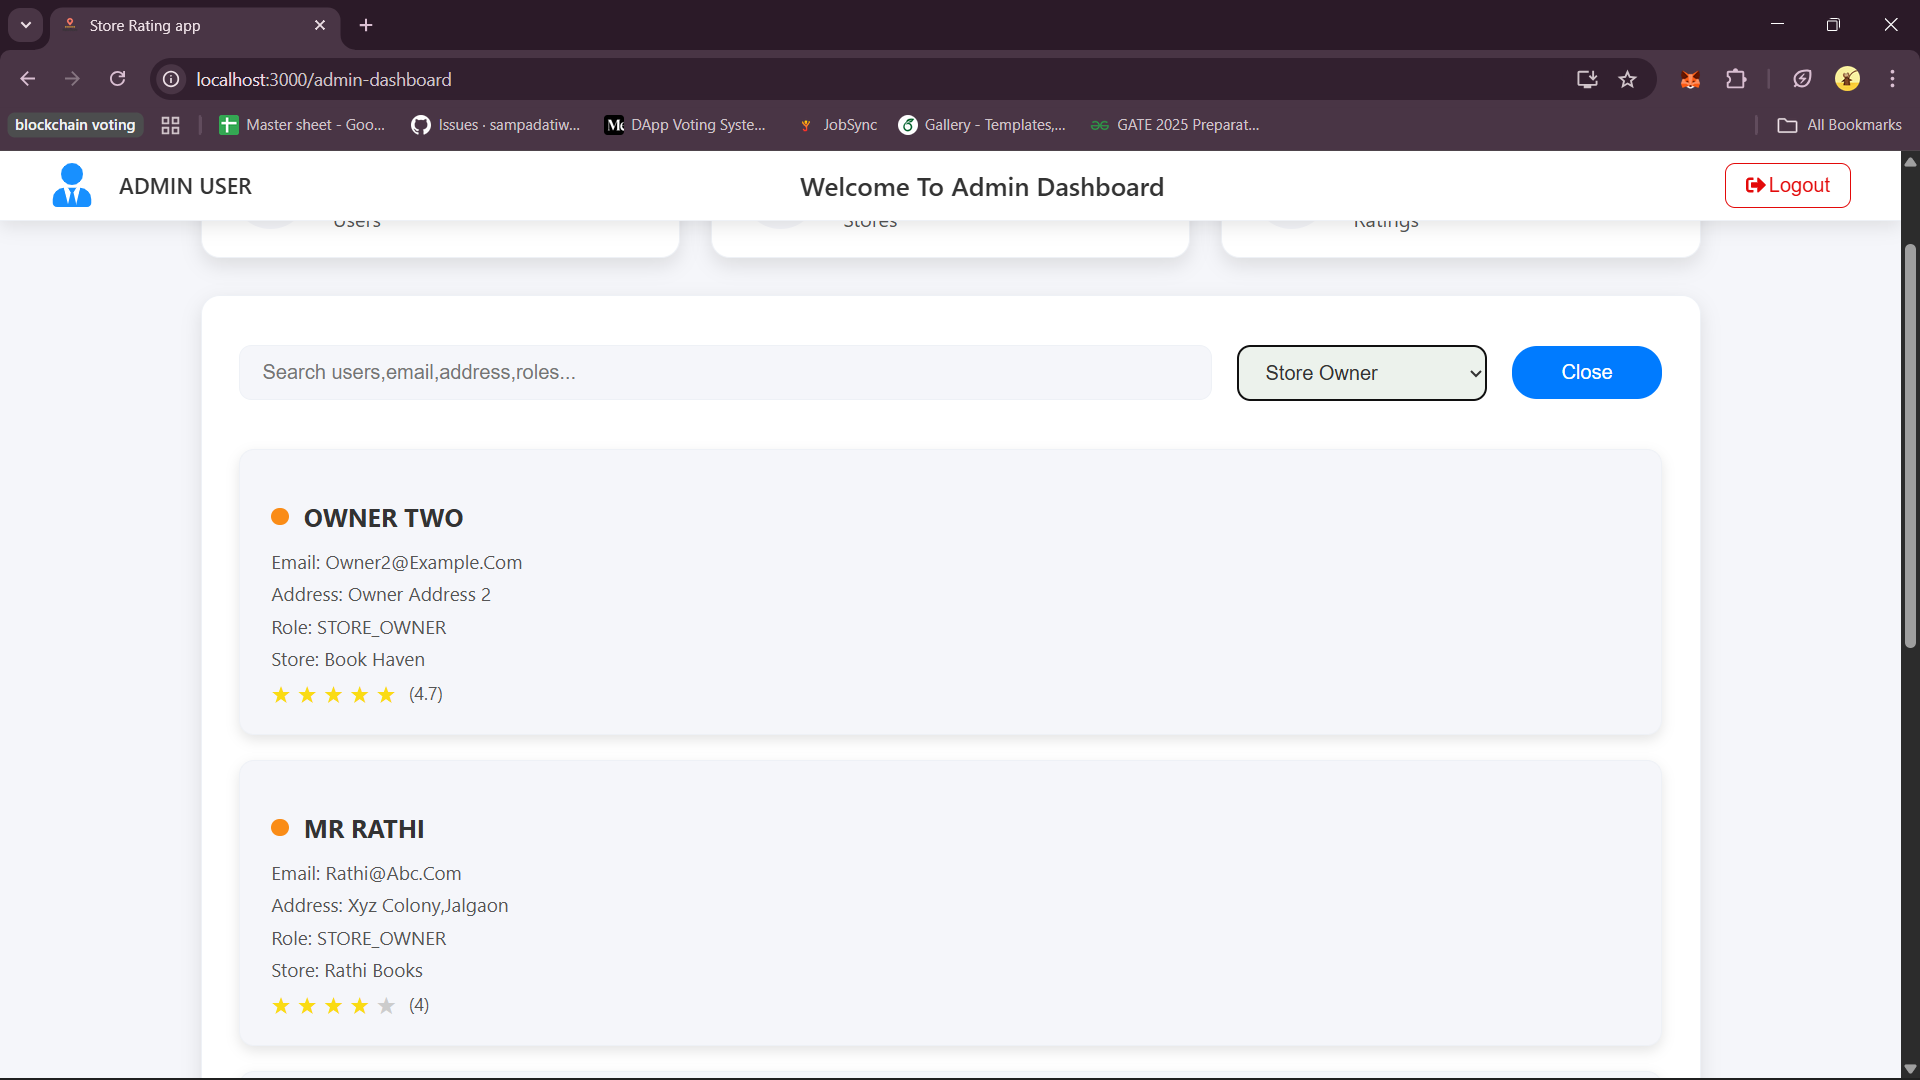 Store Rating app
localhost:3000/admin-dashboard
blockchain voting
Master sheet - Goo...
Issues · sampadatiw...
DApp Voting Syste...
JobSync
Gallery - Templates,...
GATE 2025 Preparat...
All Bookmarks
ADMIN USER
Welcome To Admin Dashboard
Logout
Users
Stores
Ratings
Search users,email,address,roles...
Store Owner
Close
OWNER TWO
Email: Owner2@Example.Com
Address: Owner Address 2
Role: STORE_OWNER
Store: Book Haven
(4.7)
MR RATHI
Email: Rathi@Abc.Com
Address: Xyz Colony,Jalgaon
Role: STORE_OWNER
Store: Rathi Books
(4)